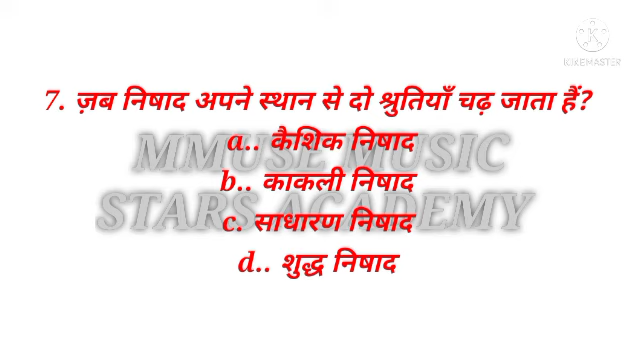 KINEMASTER
7. ज़ब निषाद अपने स्थान से दो श्रुतियाँ चढ़ जाता हैं?
a.. कैशिक निषाद
MMUSE MUSIC
b.. काकली निषाद
STARS ACADEMY
c. साधारण निषाद
d.. शुद्ध निषाद